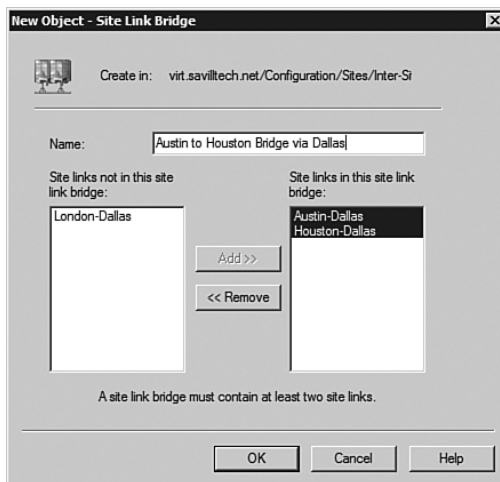 New Object - Site Link Bridge
Create in: virt.savilltech.net/Configuration/Sites/Inter-Si
Name: Austin to Houston Bridge via Dallas
Site links not in this site
link bridge:
London-Dallas
Add >>
<< Remove
Site links in this site link
bridge:
Austin-Dallas
Houston-Dallas
A site link bridge must contain at least two site links.
OK Cancel Help